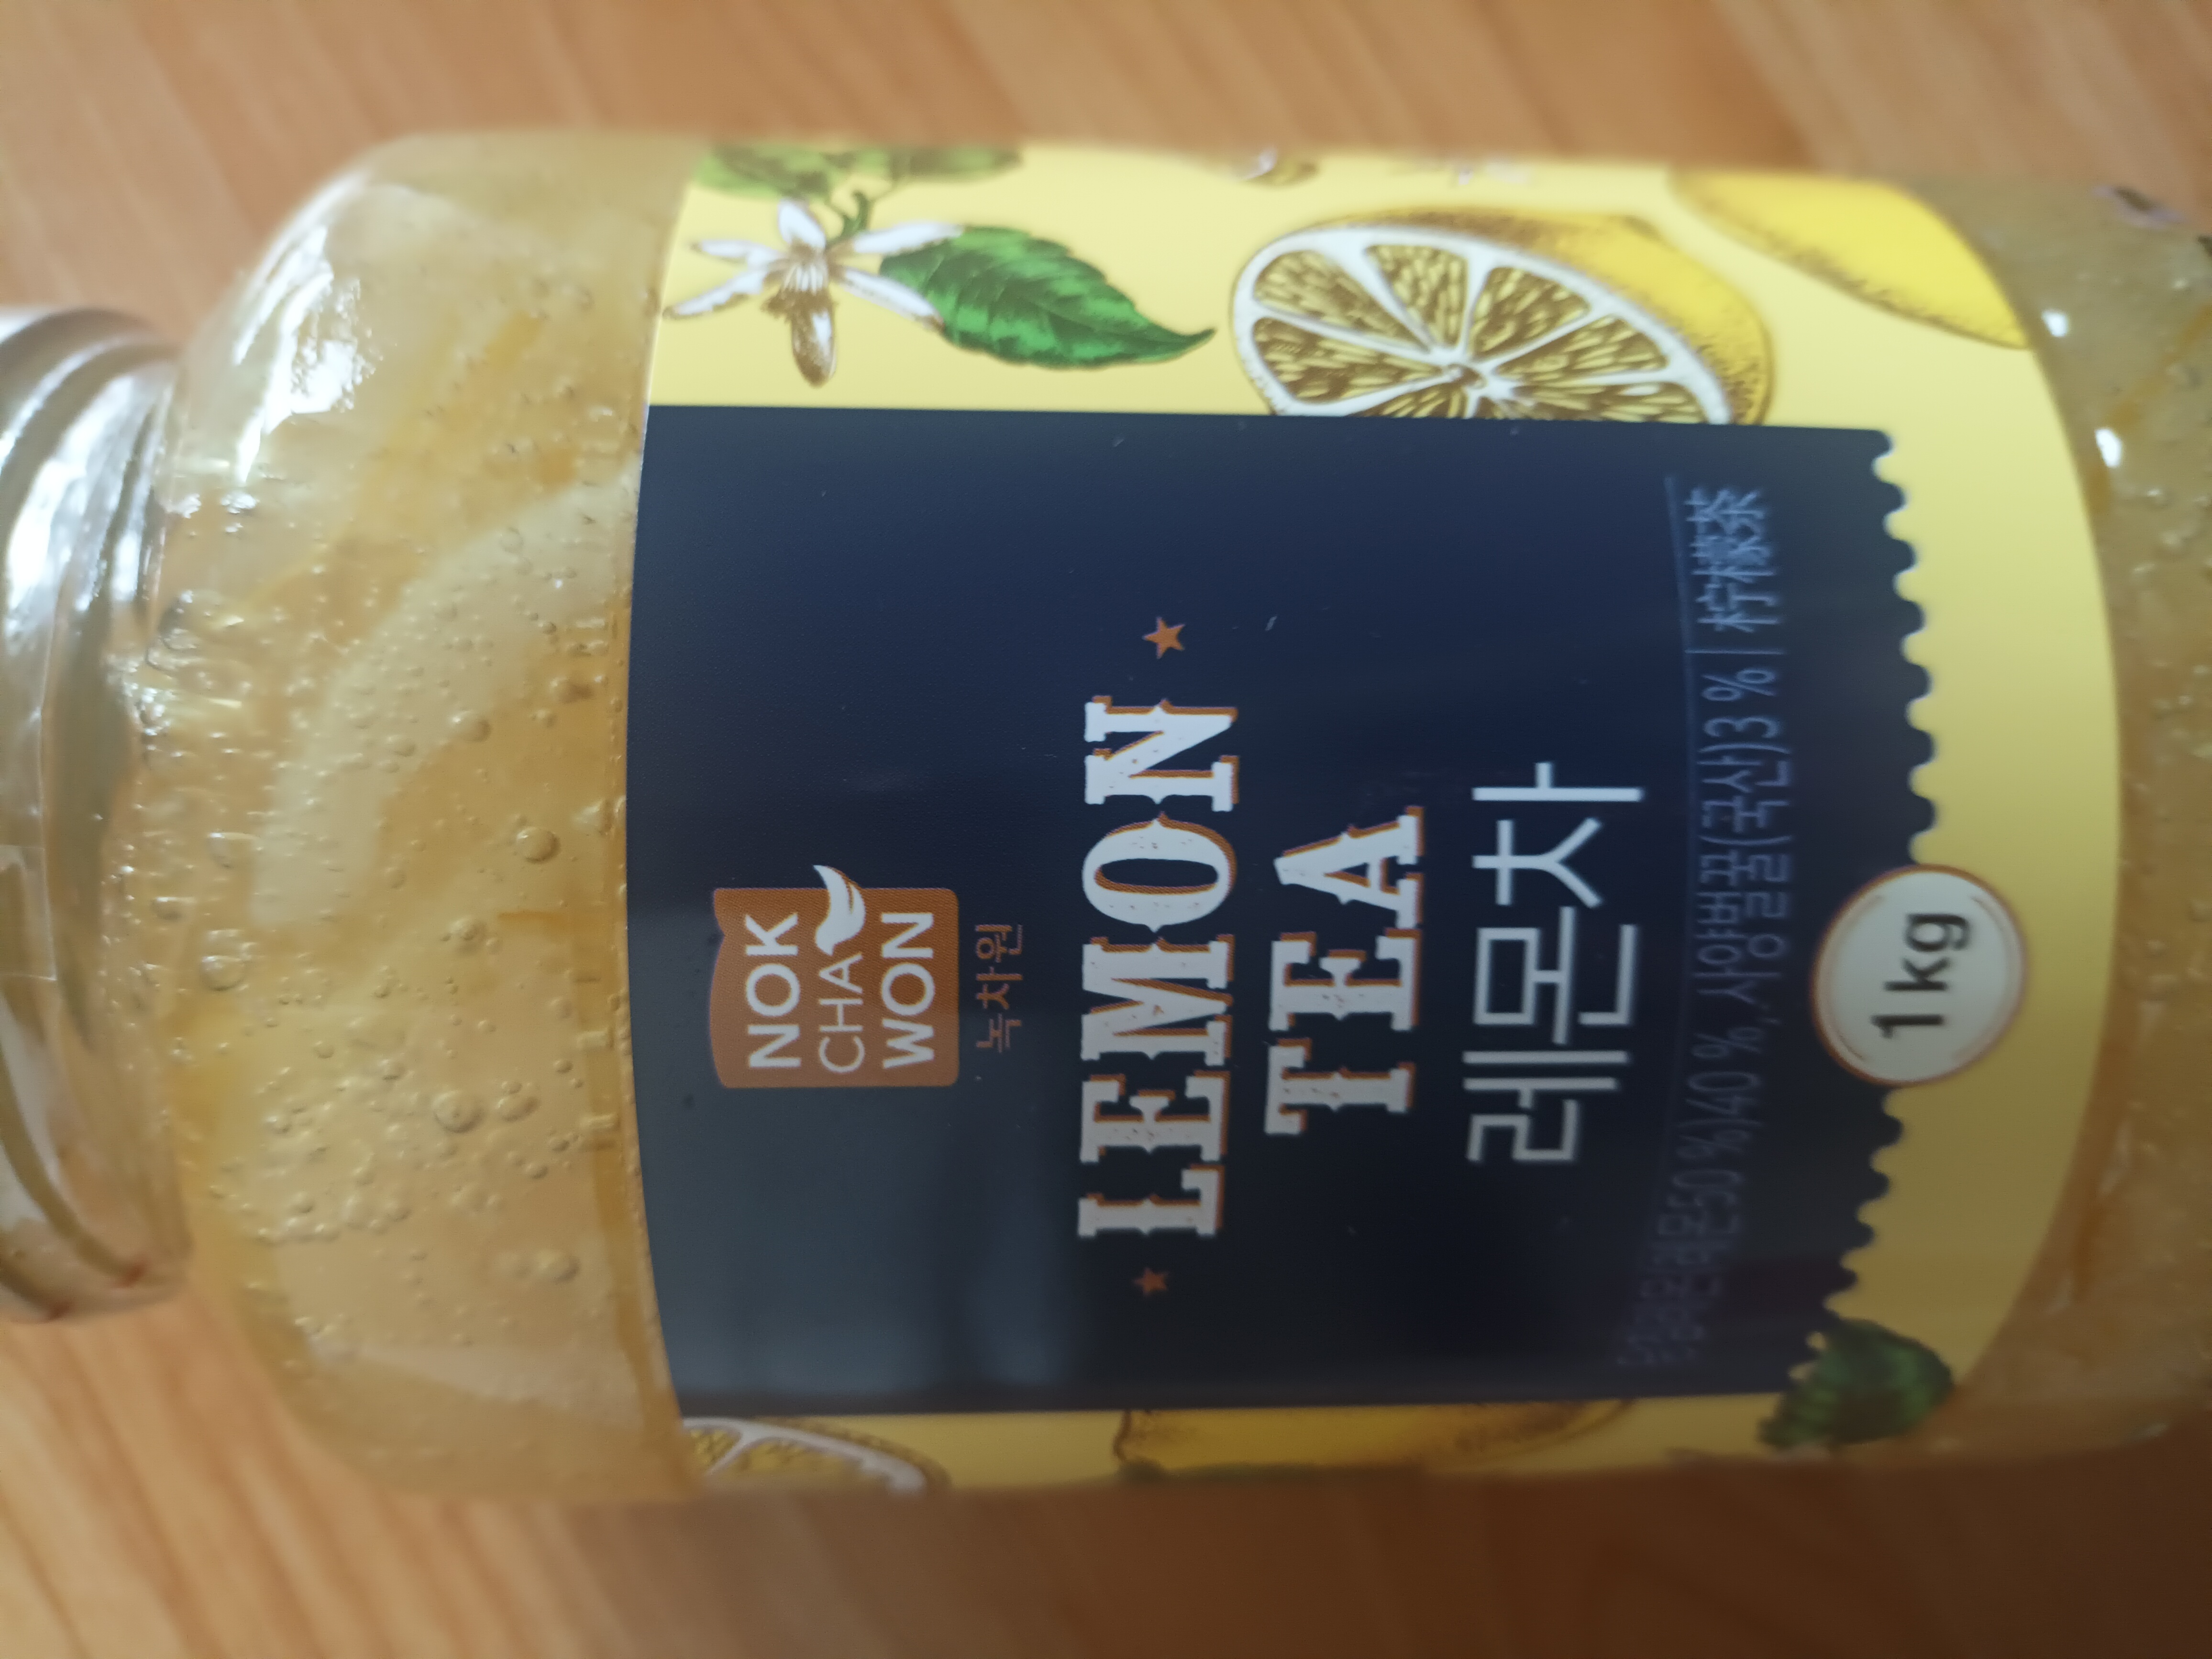 NOK
CHA
WON
녹차원
LEMON
TEA
레몬차
50 %)40 %, 사양벌꿀(국산)3 % | 柠檬茶
1kg